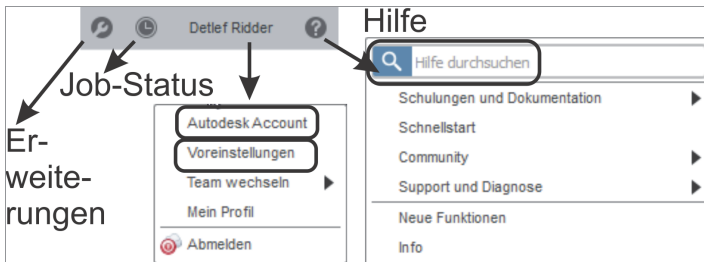 Detlef Ridder
Hilfe
Hilfe durchsuchen
Job-Status
Er-
weite-
rungen
Autodesk Account
Voreinstellungen
Team wechseln
Mein Profil
Abmelden
Schulungen und Dokumentation
Schnellstart
Community
Support und Diagnose
Neue Funktionen
Info